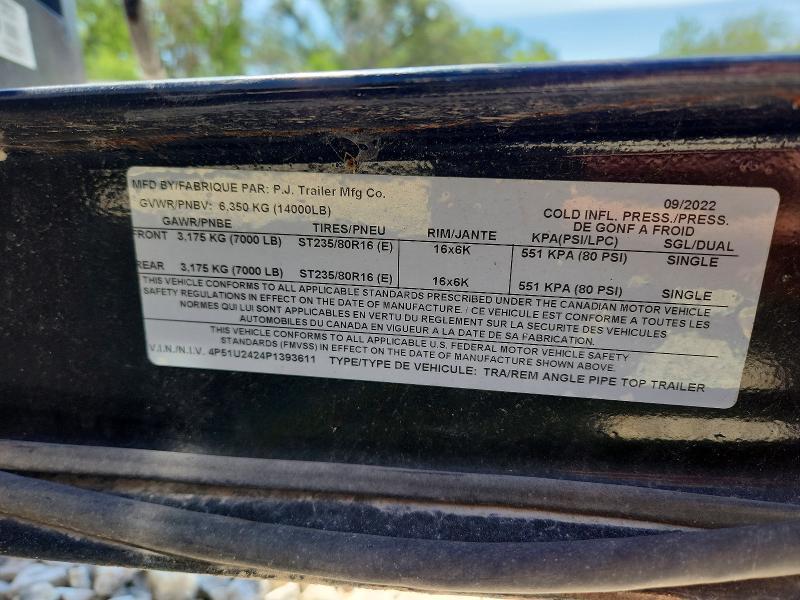 MFD BY/FABRIQUE PAR: P.J. Trailer Mfg Co. 09/2022
GVWR/PNBV: 6,350 KG (14000LB) COLD INFL. PRESS./PRESS.
DE GONF A FROID
GAWR/PNBE TIRES/PNEU RIM/JANTE KPA(PSI/LPC) SGL/DUAL
FRONT 3,175 KG (7000 LB) ST235/80R16 (E) 16x6K 551 KPA (80 PSI) SINGLE
REAR 3,175 KG (7000 LB) ST235/80R16 (E) 16x6K 551 KPA (80 PSI) SINGLE
THIS VEHICLE CONFORMS TO ALL APPLICABLE STANDARDS PRESCRIBED UNDER THE CANADIAN MOTOR VEHICLE
SAFETY REGULATIONS IN EFFECT ON THE DATE OF MANUFACTURE. / CE VEHICULE EST CONFORME A TOUTES LES
NORMES QUI LUI SONT APPLICABLES EN VERTU DU REGLEMENT SUR LA SECURITE DES VEHICULES
AUTOMOBILES DU CANADA EN VIGUEUR A LA DATE DE SA FABRICATION.
THIS VEHICLE CONFORMS TO ALL APPLICABLE U.S. FEDERAL MOTOR VEHICLE SAFETY
STANDARDS (FMVSS) IN EFFECT ON THE DATE OF MANUFACTURE SHOWN ABOVE.
V.I.N./N.I.V. 4P51U2424P1393611 TYPE/TYPE DE VEHICULE: TRA/REM ANGLE PIPE TOP TRAILER